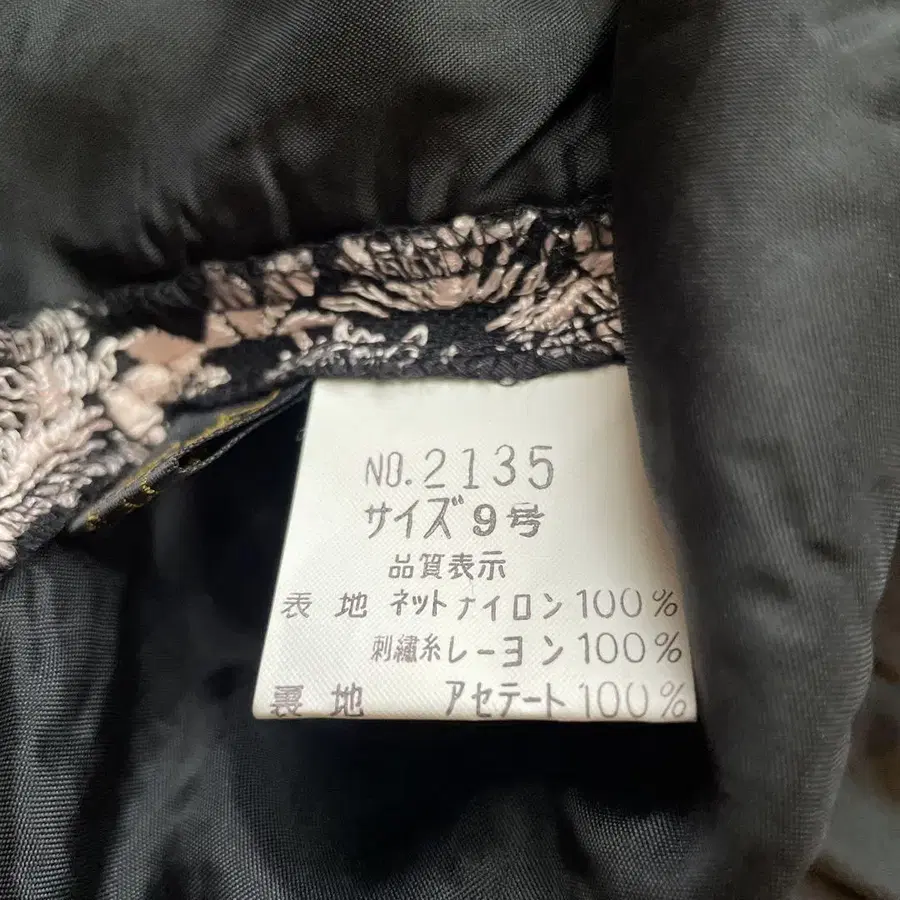 NO.2135
サイズ9号
品質表示
表地 ネットナイロン100%
刺繍糸レーヨン100%
裏地 アセテート100%